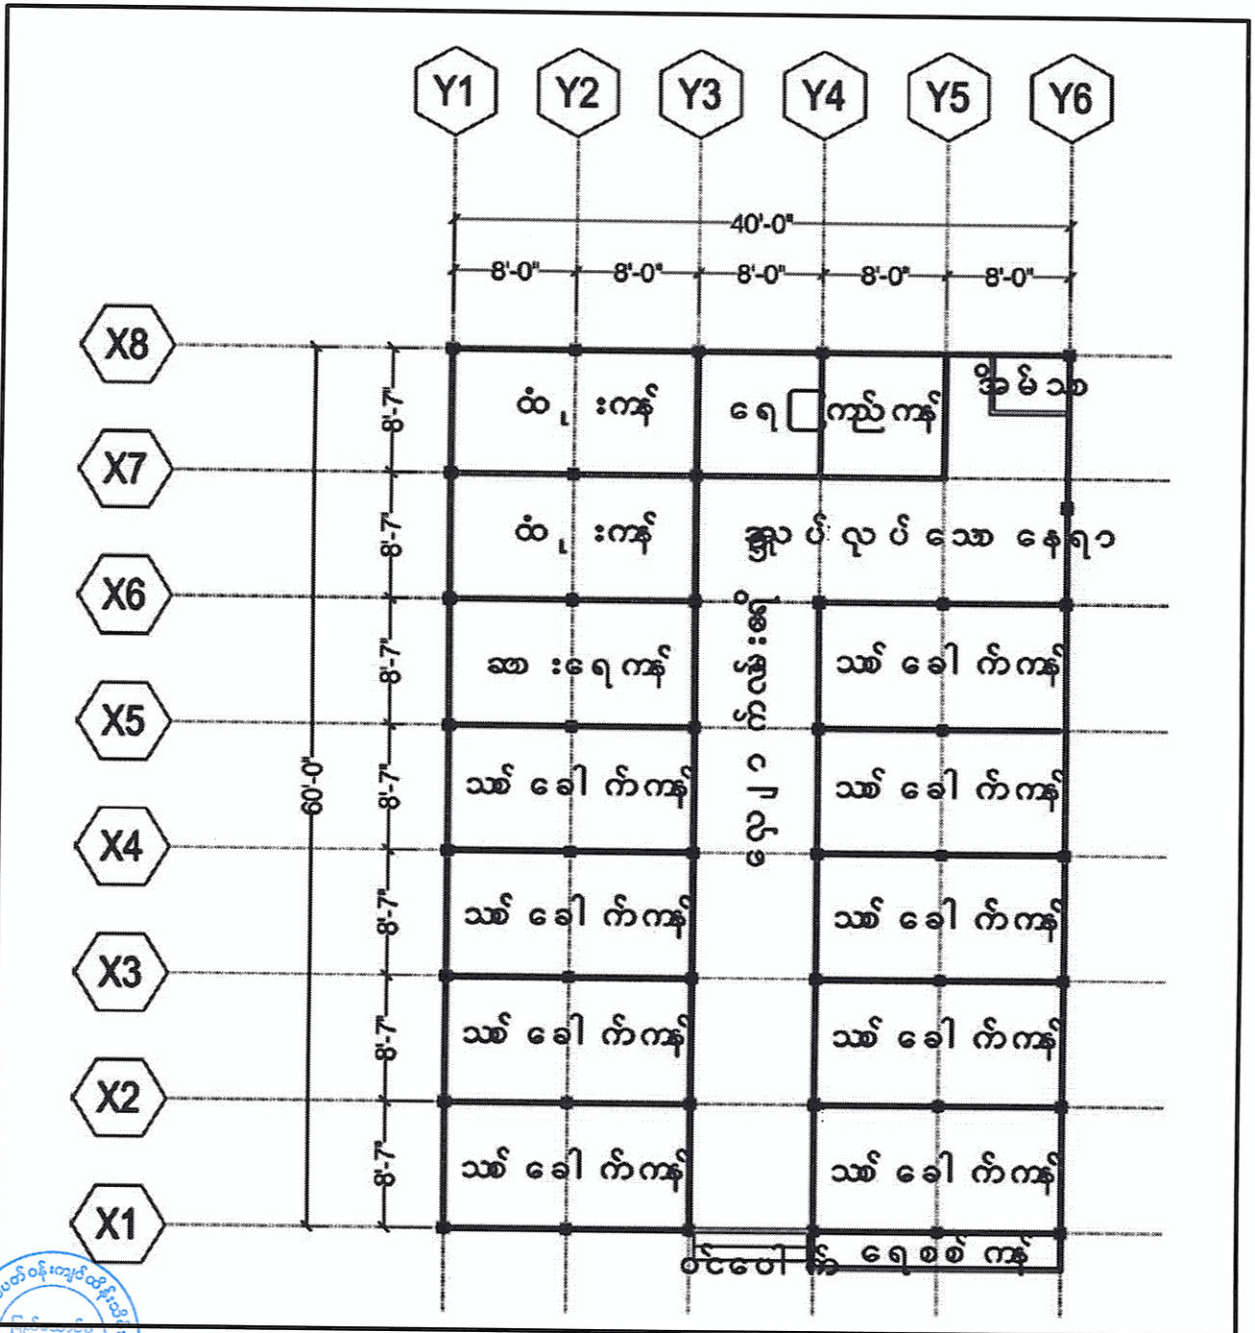 Y1 Y2 Y3 Y4 Y5 Y6
40'-0"
8'-0" 8'-0" 8'-0" 8'-0" 8'-0"
X8
8'-7"
ထုံးကန် ရေကြည်ကန် အိမ်သာ
X7
8'-7"
ထုံးကန် အလုပ်လုပ်သောနေရာ
X6
8'-7"
ဆားရေကန် သစ်ခေါက်ကန်
X5
60'-0"
8'-7"
သစ်ခေါက်ကန် သစ်ခေါက်ကန်
X4
8'-7"
သစ်ခေါက်ကန် သစ်ခေါက်ကန်
X3
8'-7"
သစ်ခေါက်ကန် သစ်ခေါက်ကန်
X2
8'-7"
သစ်ခေါက်ကန် သစ်ခေါက်ကန်
X1
ဝင်ပေါက် ရေစစ်ကန်